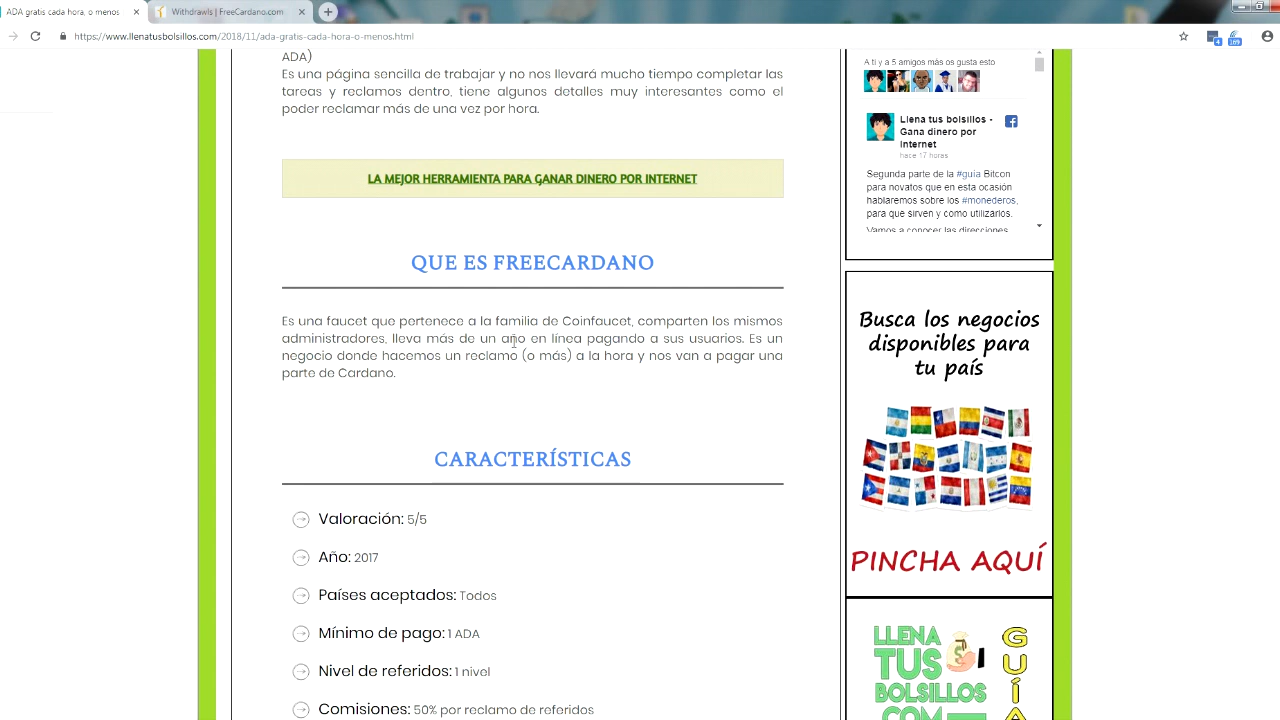 ADA gratis cada hora, o menos
Withdrawls | FreeCardano.com
https://www.llenatusbolsillos.com/2018/11/ada-gratis-cada-hora-o-menos.html
ADA)
Es una página sencilla de trabajar y no nos llevará mucho tiempo completar las
tareas y reclamos dentro, tiene algunos detalles muy interesantes como el
poder reclamar más de una vez por hora.
LA MEJOR HERRAMIENTA PARA GANAR DINERO POR INTERNET
QUE ES FREECARDANO
Es una faucet que pertenece a la familia de Coinfaucet, comparten los mismos
administradores, lleva más de un año en línea pagando a sus usuarios. Es un
negocio donde hacemos un reclamo (o más) a la hora y nos van a pagar una
parte de Cardano.
CARACTERÍSTICAS
Valoración: 5/5
Año: 2017
Países aceptados: Todos
Mínimo de pago: 1 ADA
Nivel de referidos: 1 nivel
Comisiones: 50% por reclamo de referidos
A ti y a 5 amigos más os gusta esto
Llena tus bolsillos -
Gana dinero por
Internet
hace 17 horas
Segunda parte de la #guía Bitcon
para novatos que en esta ocasión
hablaremos sobre los #monederos,
para que sirven y como utilizarlos.
Vamos a conocer las direcciones
Busca los negocios
disponibles para
tu país
PINCHA AQUÍ
LLENA
TUS
BOLSILLOS
.COM
GUÍA